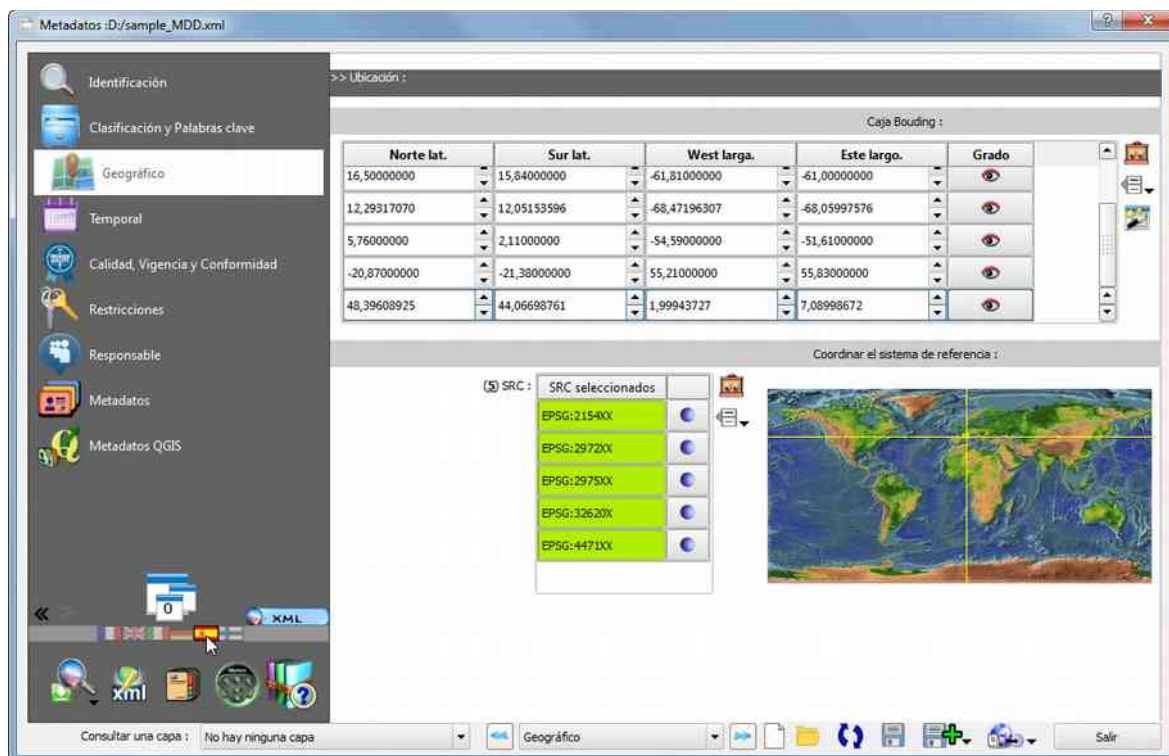 Metadatos :D:/sample_MDD.xml
Identificación
Clasificación y Palabras clave
Geográfico
Temporal
Calidad, Vigencia y Conformidad
Restricciones
Responsable
Metadatos
Metadatos QGIS
0
XML
xml
>> Ubicación :
Caja Bouding :
Norte lat. Sur lat. West larga. Este largo. Grado
16,50000000 15,84000000 -61,81000000 -61,00000000
12,29317070 12,05153596 -68,47196307 -68,05997576
5,76000000 2,11000000 -54,59000000 -51,61000000
-20,87000000 -21,38000000 55,21000000 55,83000000
48,39608925 44,06698761 1,99943727 7,08998672
Coordinar el sistema de referencia :
(5) SRC : SRC seleccionados
EPSG:2154XX
EPSG:2972XX
EPSG:2975XX
EPSG:32620X
EPSG:4471XX
Consultar una capa : No hay ninguna capa Geográfico Salir